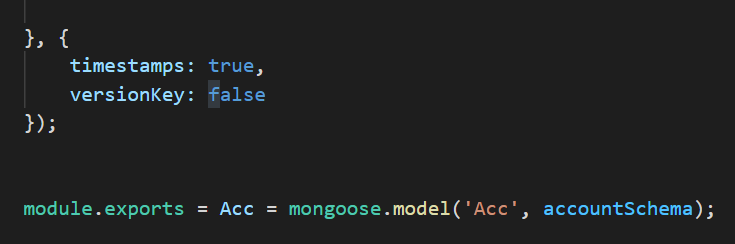 }, {
    timestamps: true,
    versionKey: false
});
module.exports = Acc = mongoose.model('Acc', accountSchema);